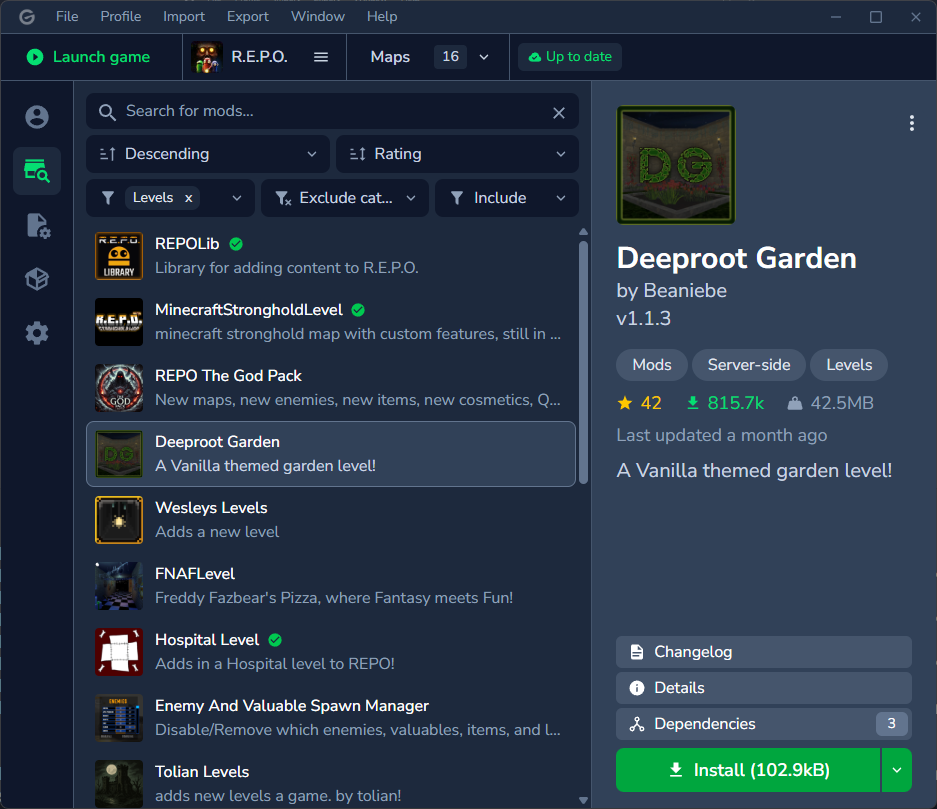 File Profile Import Export Window Help
Launch game R.E.P.O. Maps 16 Up to date
Search for mods...
Descending Rating
Levels x Exclude cat... Include
R.E.P.O.
LIBRARY
REPOLib
Library for adding content to R.E.P.O.
R.E.P.O.
MinecraftStrongholdLevel
minecraft stronghold map with custom features, still in ...
GOD
REPO The God Pack
New maps, new enemies, new items, new cosmetics, Q...
DG
Deeproot Garden
A Vanilla themed garden level!
Wesleys Levels
Adds a new level
FNAFLevel
Freddy Fazbear's Pizza, where Fantasy meets Fun!
Hospital Level
Adds in a Hospital level to REPO!
ENEMIES
Enemy And Valuable Spawn Manager
Disable/Remove which enemies, valuables, items, and l...
Tolian Levels
adds new levels a game. by tolian!
DG
Deeproot Garden
by Beaniebe
v1.1.3
Mods Server-side Levels
42 815.7k 42.5MB
Last updated a month ago
A Vanilla themed garden level!
Changelog
Details
Dependencies 3
Install (102.9kB)